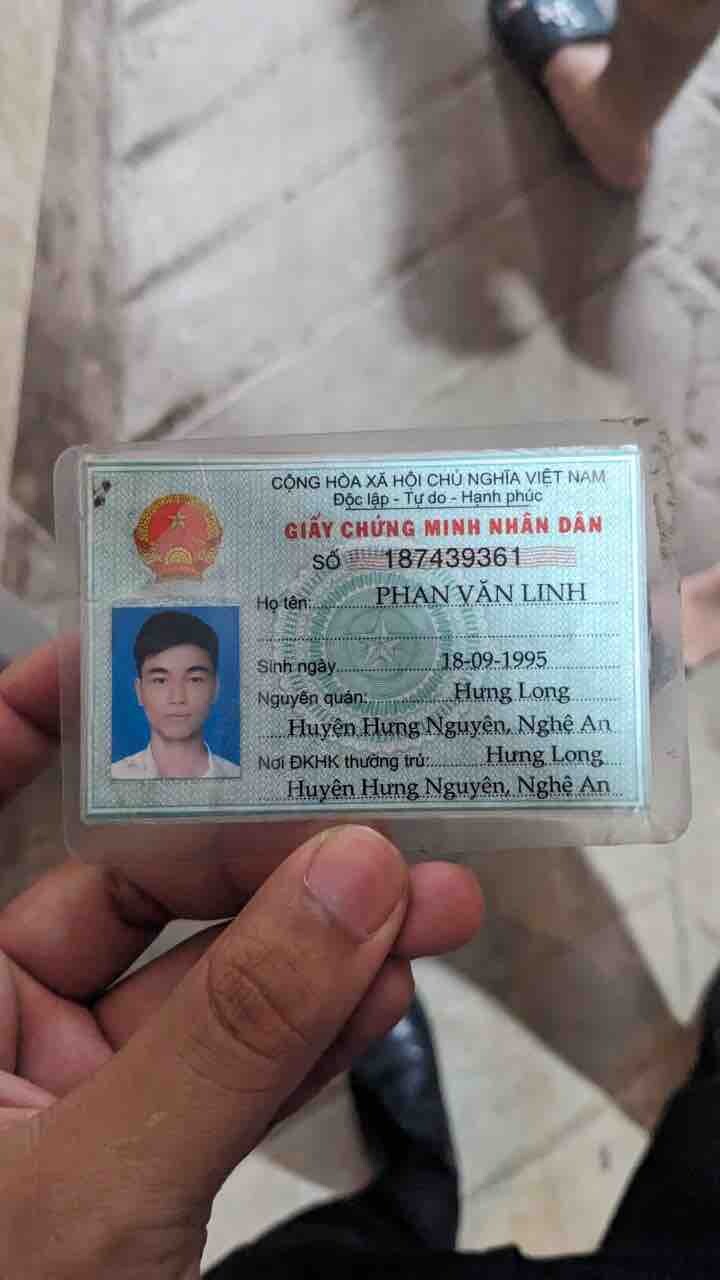 CỘNG HÒA XÃ HỘI CHỦ NGHĨA VIỆT NAM
Độc lập - Tự do - Hạnh phúc
GIẤY CHỨNG MINH NHÂN DÂN
SỐ 187439361
Họ tên: PHAN VĂN LINH
Sinh ngày 18-09-1995
Nguyên quán: Hưng Long
Huyện Hưng Nguyên, Nghệ An
Nơi ĐKHK thường trú: Hưng Long
Huyện Hưng Nguyên, Nghệ An